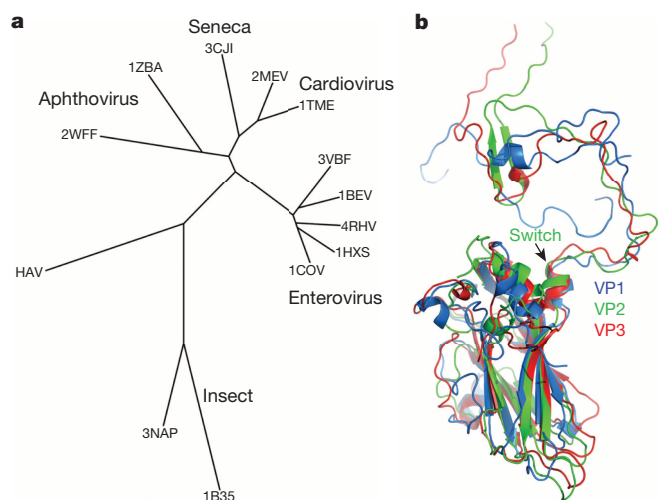 a
Seneca
3CJI
1ZBA
2MEV
Cardiovirus
1TME
Aphthovirus
2WFF
3VBF
1BEV
4RHV
1HXS
1COV
Enterovirus
HAV
Insect
3NAP
1B35
b
Switch
VP1
VP2
VP3